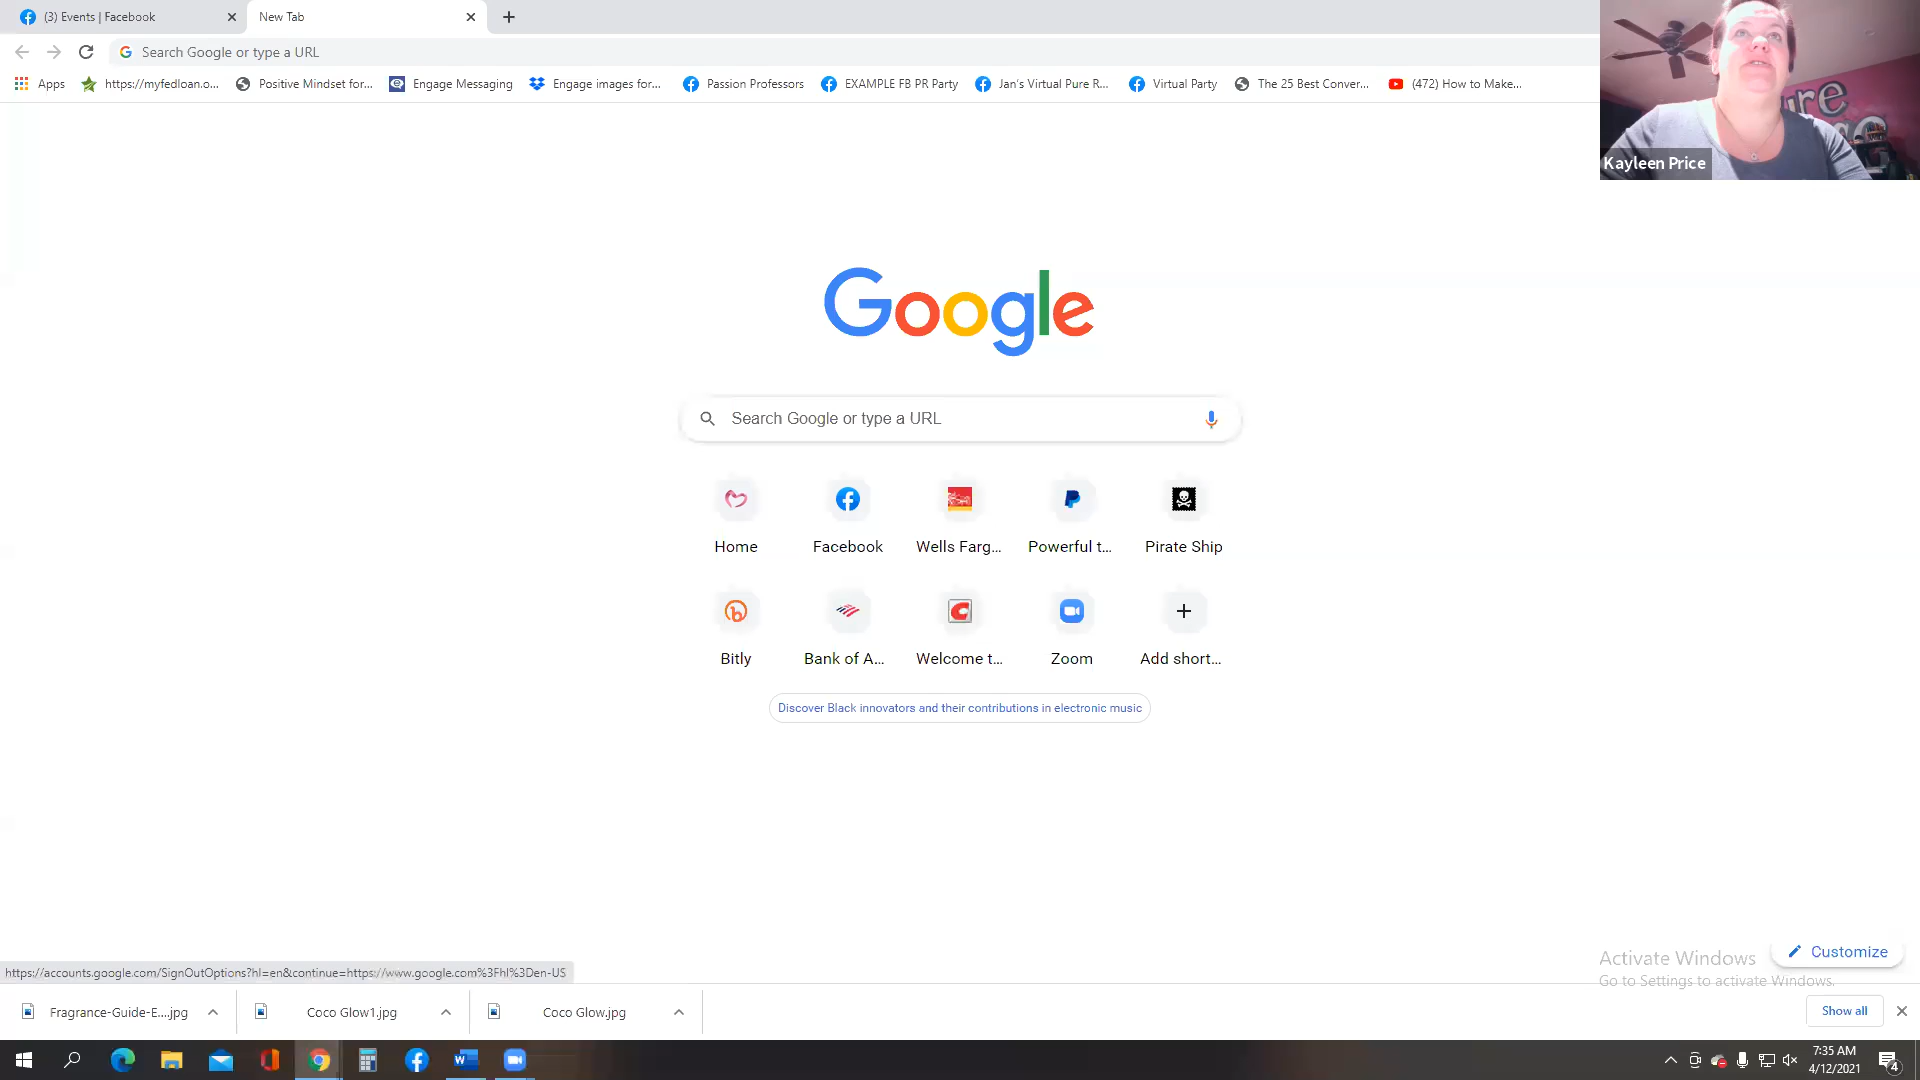 (3) Events | Facebook
New Tab
Search Google or type a URL
Apps
https://myfedloan.o...
Positive Mindset for...
Engage Messaging
Engage images for...
Passion Professors
EXAMPLE FB PR Party
Jan's Virtual Pure R...
Virtual Party
The 25 Best Conver...
(472) How to Make...
ure
Kayleen Price
Google
Search Google or type a URL
Home
Facebook
Wells Farg...
Powerful t...
Pirate Ship
Bitly
Bank of A...
Welcome t...
Zoom
Add short...
Discover Black innovators and their contributions in electronic music
Activate Windows
Go to Settings to activate Windows.
Customize
https://accounts.google.com/SignOutOptions?hl=en&continue=https://www.google.com%3Fhl%3Den-US
Fragrance-Guide-E....jpg
Coco Glow1.jpg
Coco Glow.jpg
Show all
7:35 AM
4/12/2021
4